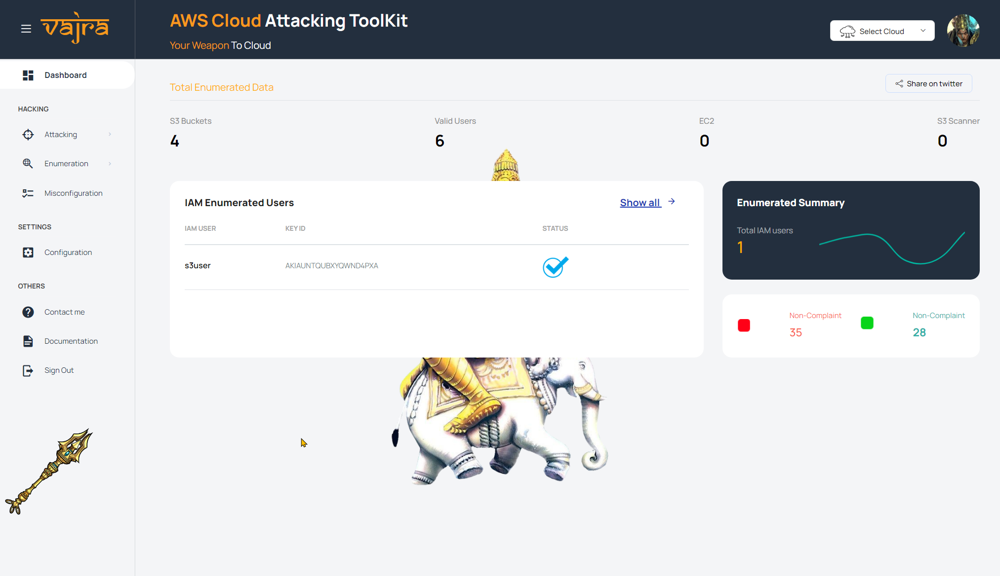 vajra
AWS Cloud Attacking ToolKit
Your Weapon To Cloud
Select Cloud
Dashboard
HACKING
Attacking
Enumeration
Misconfiguration
SETTINGS
Configuration
OTHERS
Contact me
Documentation
Sign Out
Total Enumerated Data
Share on twitter
S3 Buckets
4
Valid Users
6
EC2
0
S3 Scanner
0
IAM Enumerated Users
Show all
IAM USER KEY ID STATUS
s3user AKIAUNTQUBXYQWND4PXA
Enumerated Summary
Total IAM users
1
Non-Complaint
35
Non-Complaint
28